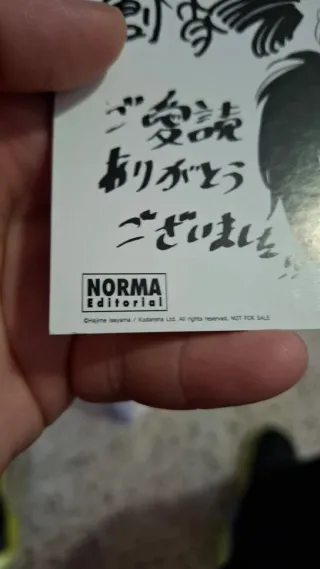 ご愛読
ありがとう
ございました!!
NORMA
Editorial
©Hajime Isayama / Kodansha Ltd. All rights reserved. NOT FOR SALE